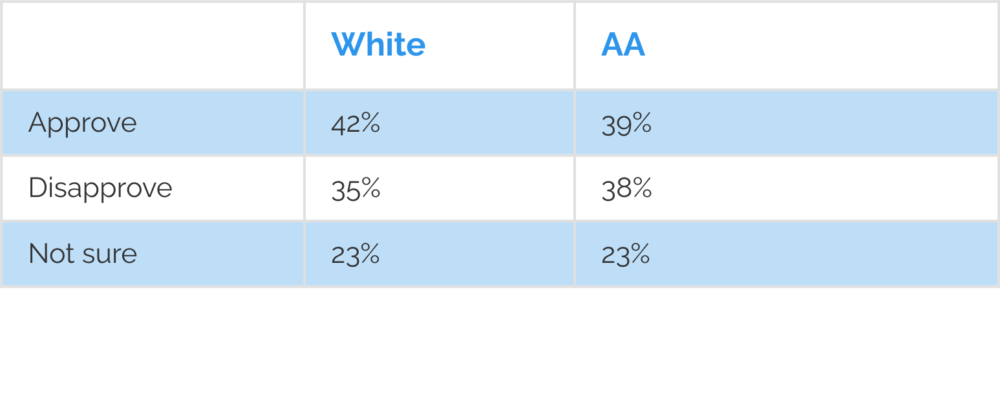 White AA
Approve 42% 39%
Disapprove 35% 38%
Not sure 23% 23%